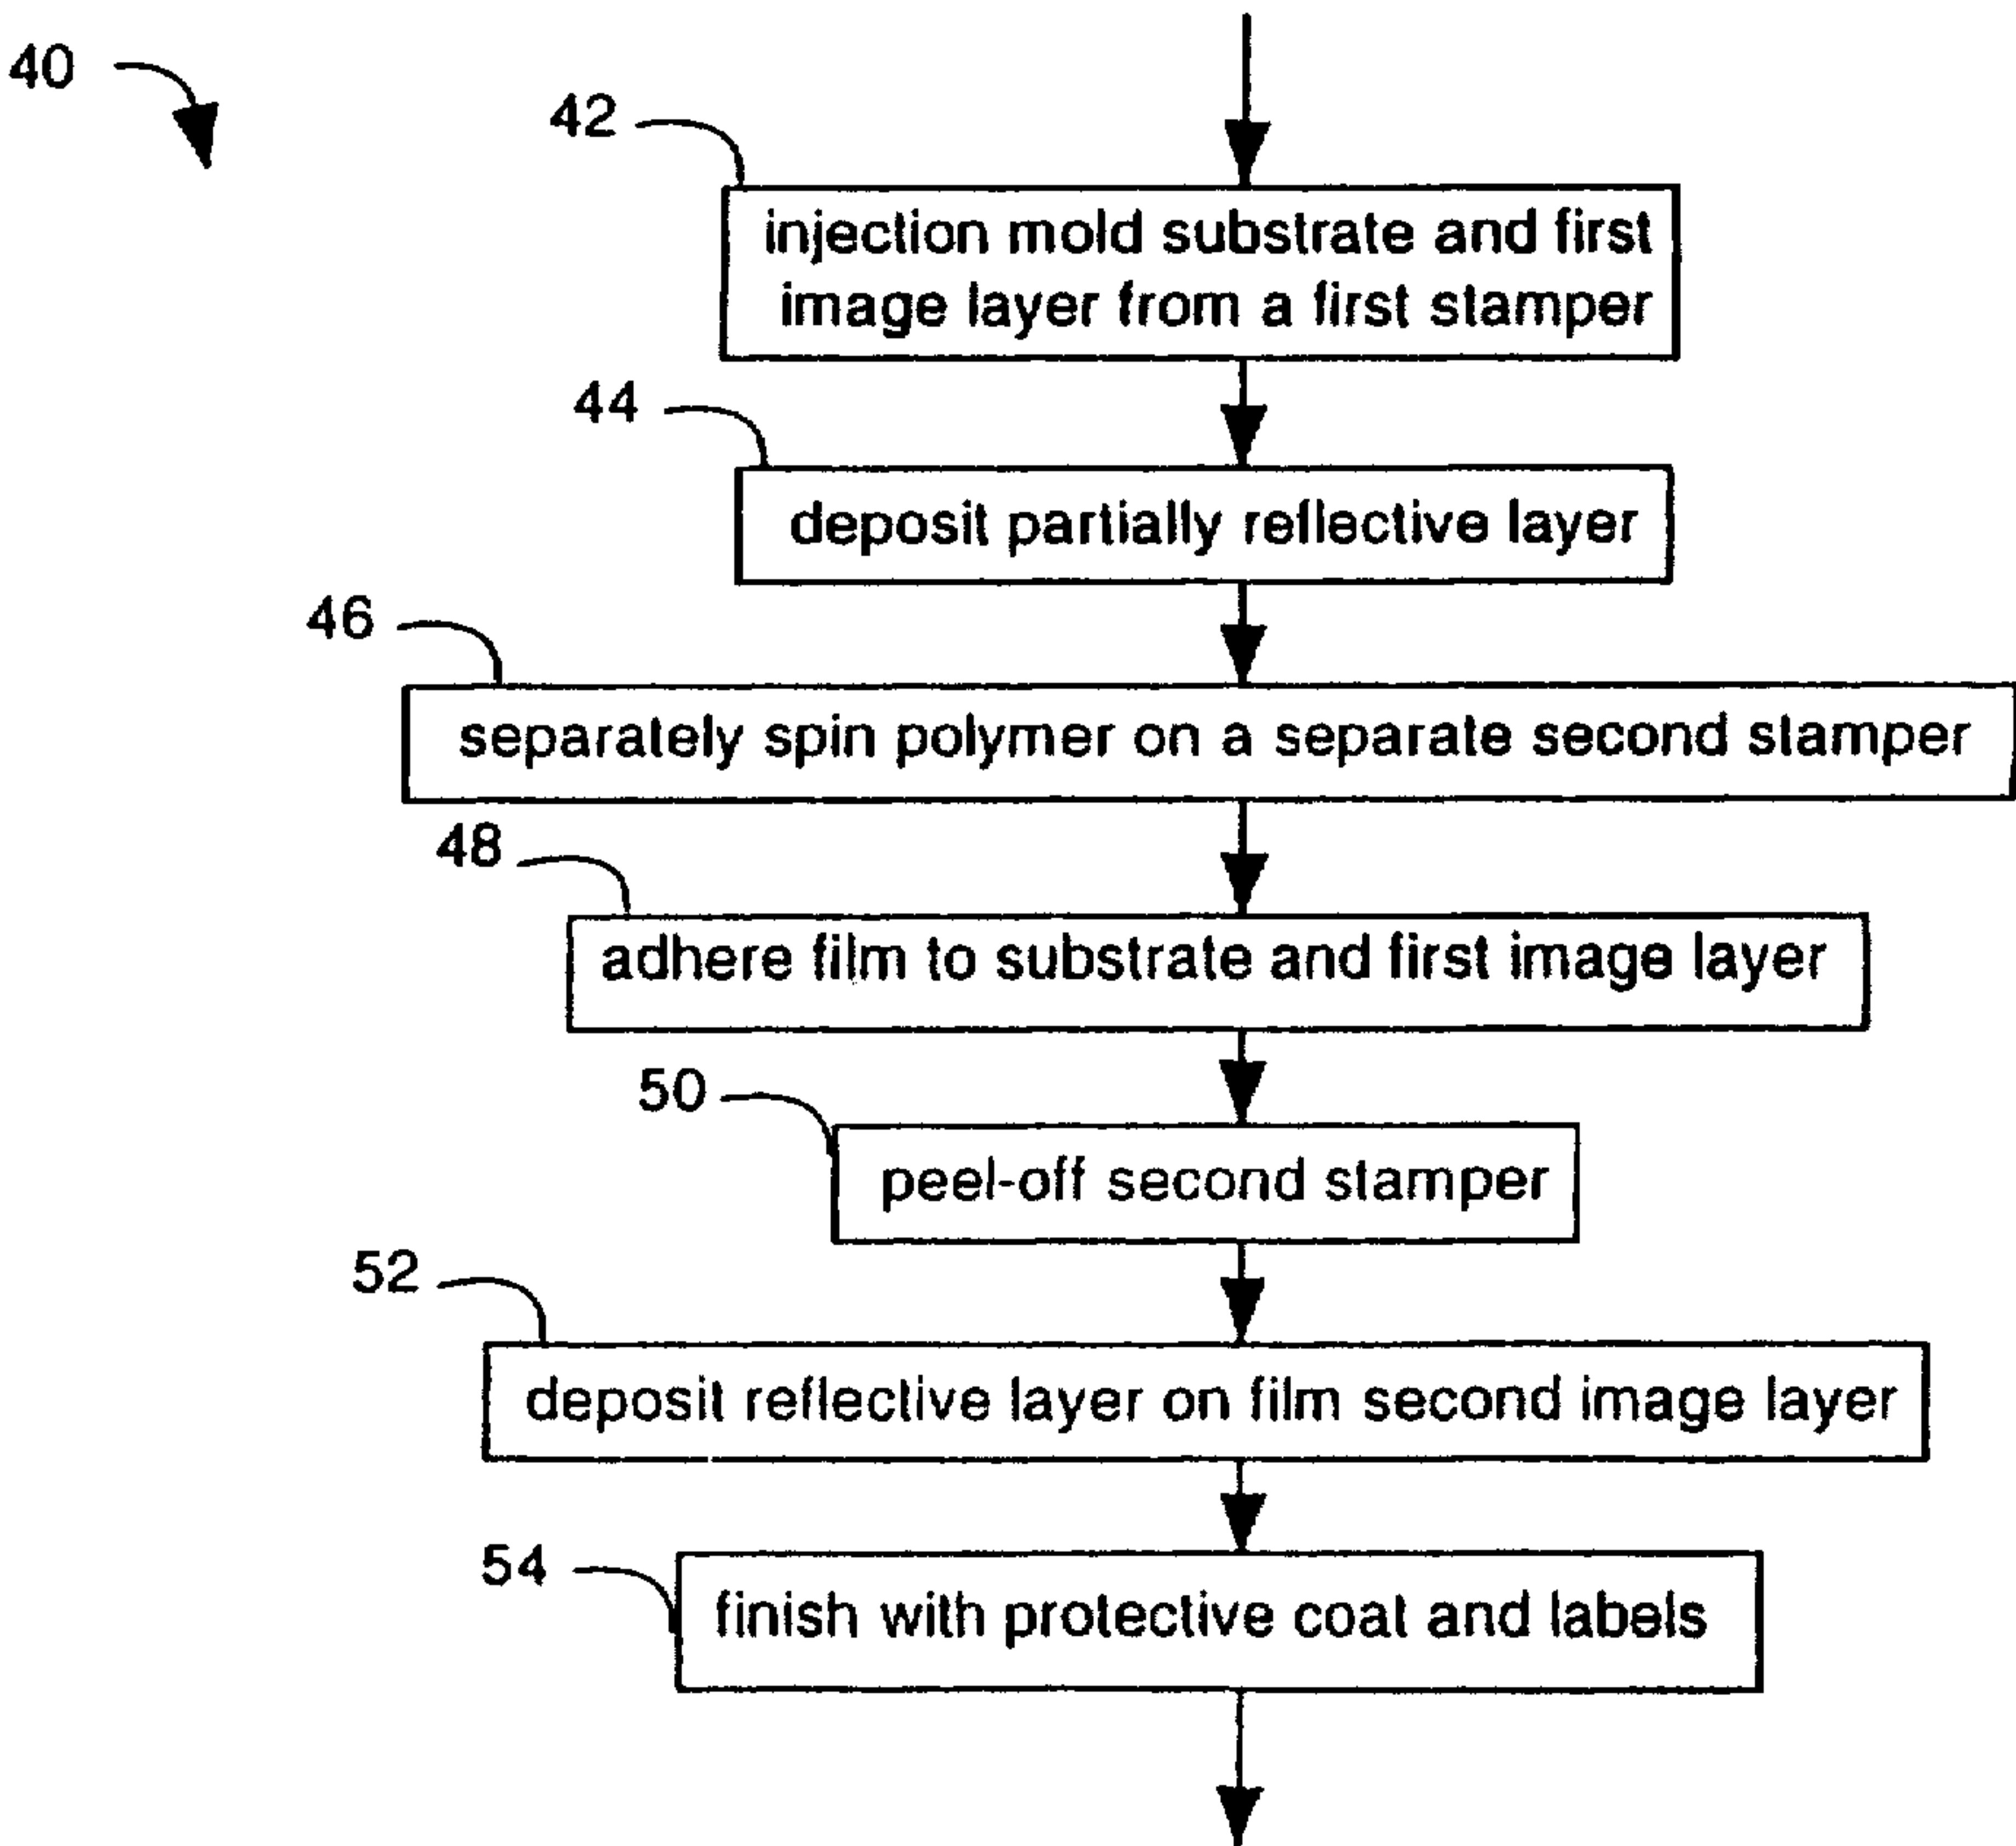 40
42
injection mold substrate and first
image layer from a first stamper
44
deposit partially reflective layer
46
separately spin polymer on a separate second stamper
48
adhere film to substrate and first image layer
50
peel-off second stamper
52
deposit reflective layer on film second image layer
54
finish with protective coat and labels